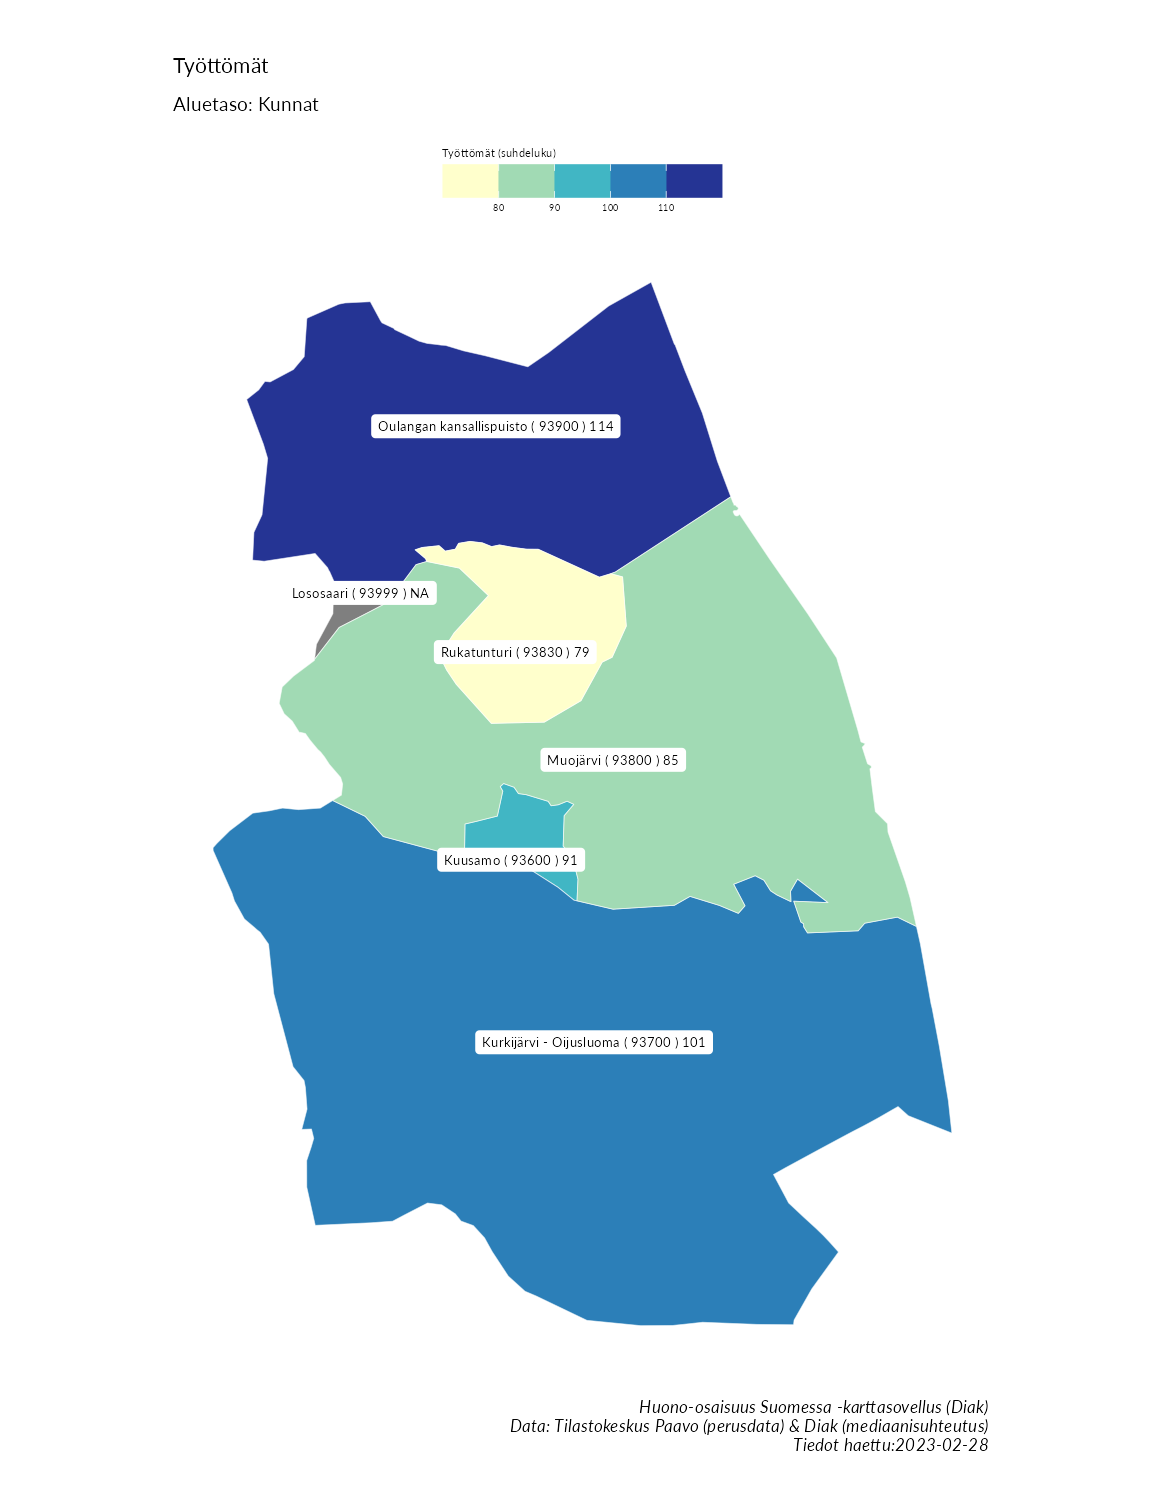 Työttömät
Aluetaso: Kunnat
Työttömät (suhdeluku)
80 90 100 110
Oulangan kansallispuisto ( 93900 ) 114
Lososaari ( 93999 ) NA
Rukatunturi ( 93830 ) 79
Muojärvi ( 93800 ) 85
Kuusamo ( 93600 ) 91
Kurkijärvi - Oijusluoma ( 93700 ) 101
Huono-osaisuus Suomessa -karttasovellus (Diak)
Data: Tilastokeskus Paavo (perusdata) & Diak (mediaanisuhteutus)
Tiedot haettu:2023-02-28